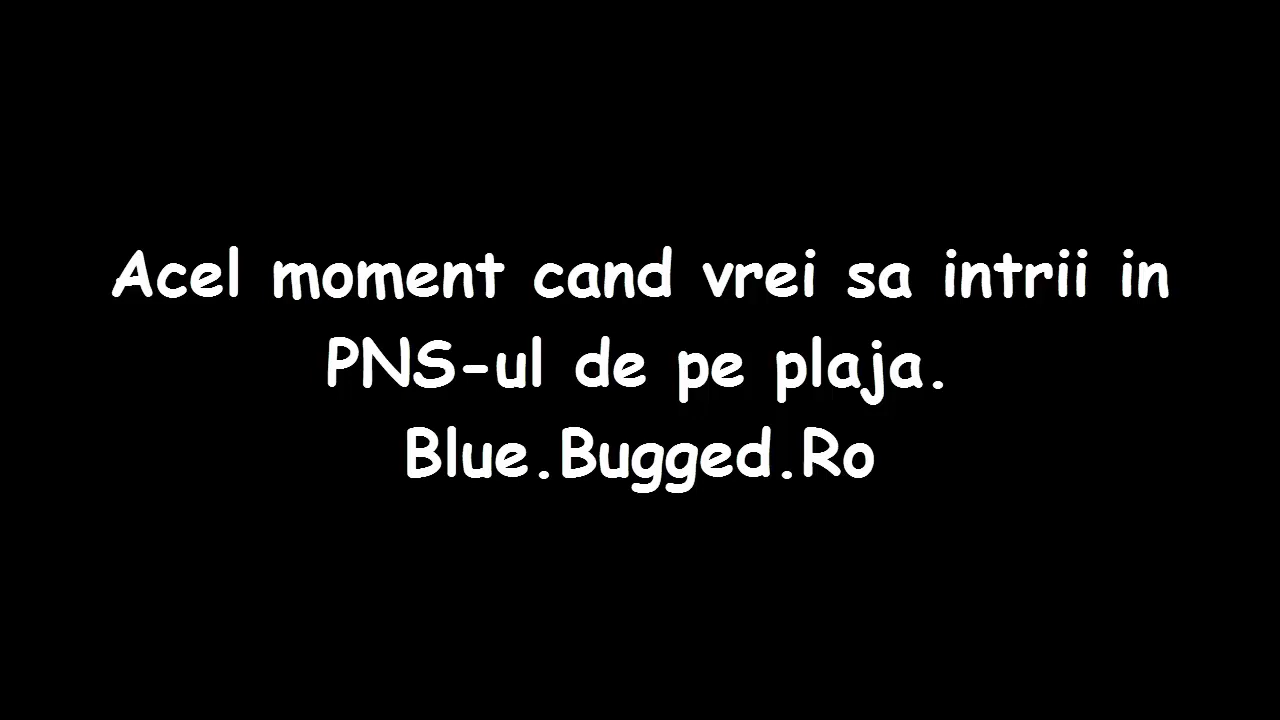 Acel moment cand vrei sa intrii in
PNS-ul de pe plaja.
Blue.Bugged.Ro